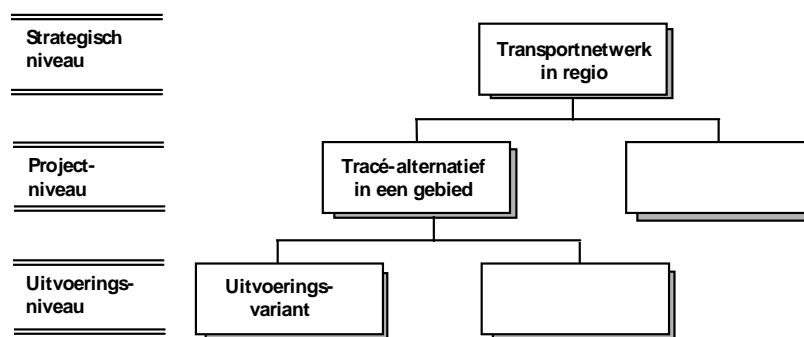 Strategisch
niveau
Transportnetwerk
in regio
Project-
niveau
Tracé-alternatief
in een gebied
Uitvoerings-
niveau
Uitvoerings-
variant